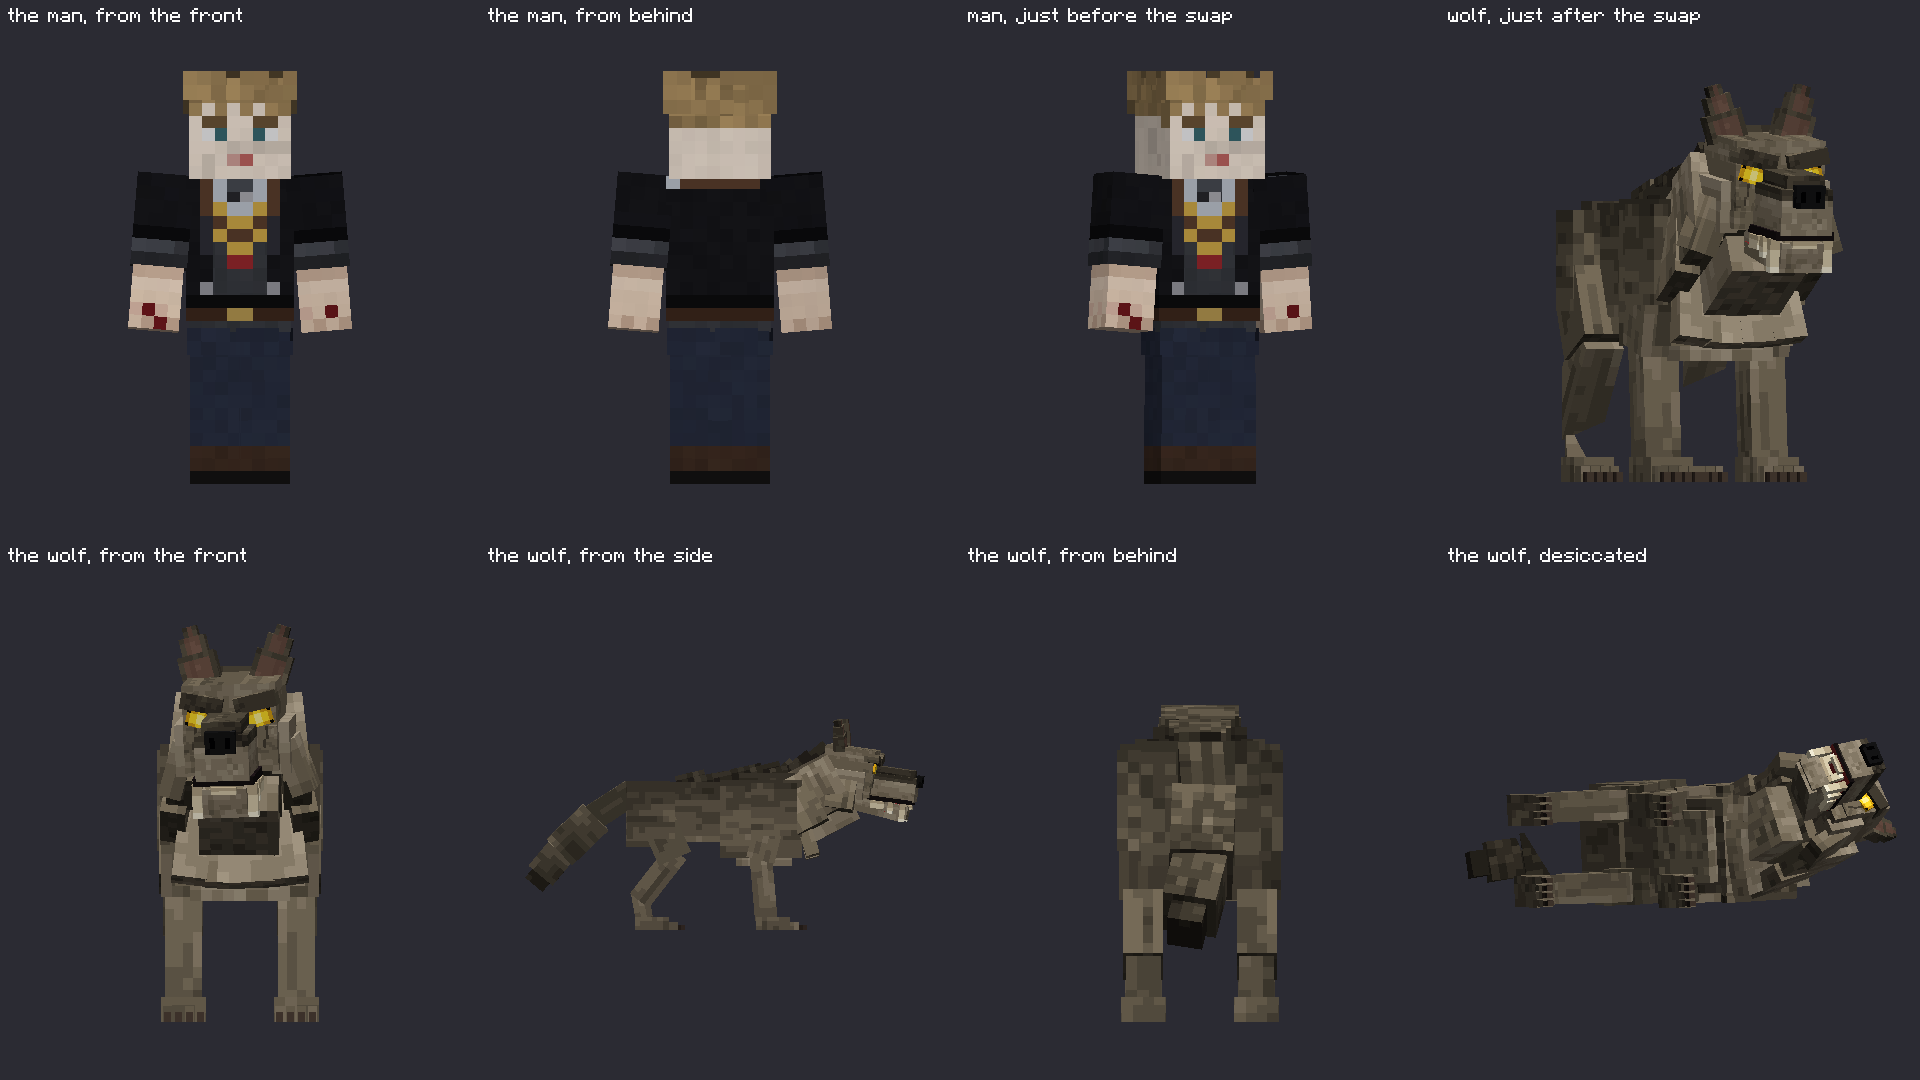 the man, from the front
the man, from behind
man, just before the swap
wolf, just after the swap
the wolf, from the front
the wolf, from the side
the wolf, from behind
the wolf, desiccated